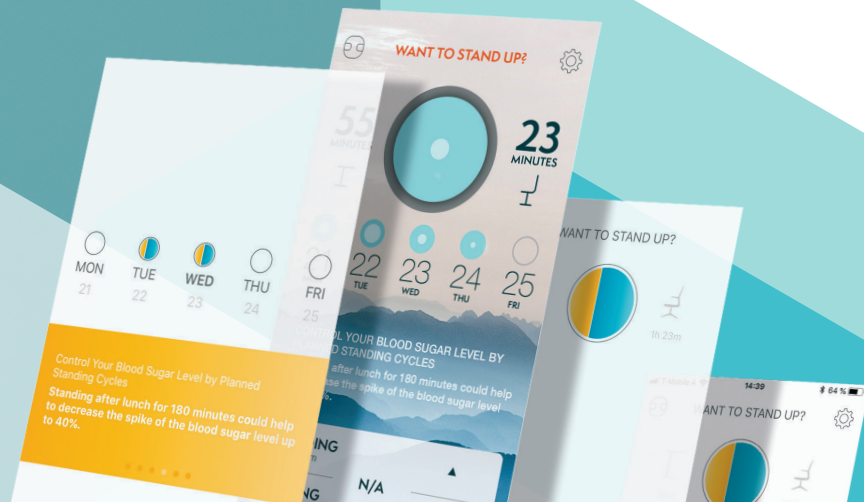 MON
TUE
WED
THU
FRI
21
22
23
24
25
Control Your Blood Sugar Level by Planned
Standing Cycles
Standing after lunch for 180 minutes could help
to decrease the spike of the blood sugar level up
to 40%.
WANT TO STAND UP?
55
MINUTES
23
MINUTES
22
23
24
25
TUE
WED
THU
FRI
YOUR BLOOD SUGAR LEVEL BY
STANDING CYCLES
after lunch for 180 minutes could help
the spike of the blood sugar level
N/A
WANT TO STAND UP?
1h 23m
14:39
64 %
WANT TO STAND UP?